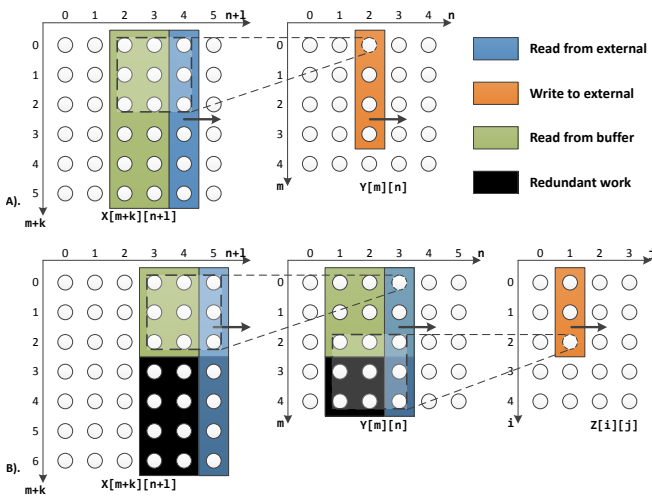 0 1 2 3 4 5 n+l
0
1
2
3
4
5
A).
m+k
X[m+k][n+l]
0 1 2 3 4 n
0
1
2
3
4
m
Y[m][n]
Read from external
Write to external
Read from buffer
Redundant work
0 1 2 3 4 5 n+l
0
1
2
3
4
5
6
B).
m+k
X[m+k][n+l]
0 1 2 3 4 5 n
0
1
2
3
4
m
Y[m][n]
0 1 2 3
0
1
2
3
4
i
Z[i][j]